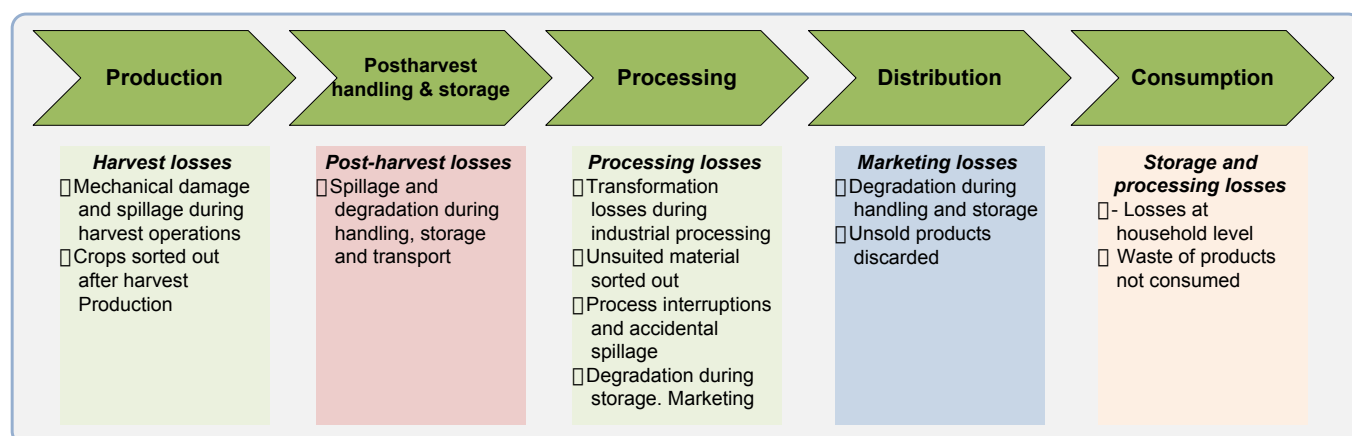 Production
Postharvest
handling & storage
Processing
Distribution
Consumption
Harvest losses
▯Mechanical damage
and spillage during
harvest operations
▯Crops sorted out
after harvest
Production
Post-harvest losses
▯Spillage and
degradation during
handling, storage
and transport
Processing losses
▯Transformation
losses during
industrial processing
▯Unsuited material
sorted out
▯Process interruptions
and accidental
spillage
▯Degradation during
storage. Marketing
Marketing losses
▯Degradation during
handling and storage
▯Unsold products
discarded
Storage and
processing losses
▯- Losses at
household level
▯ Waste of products
not consumed